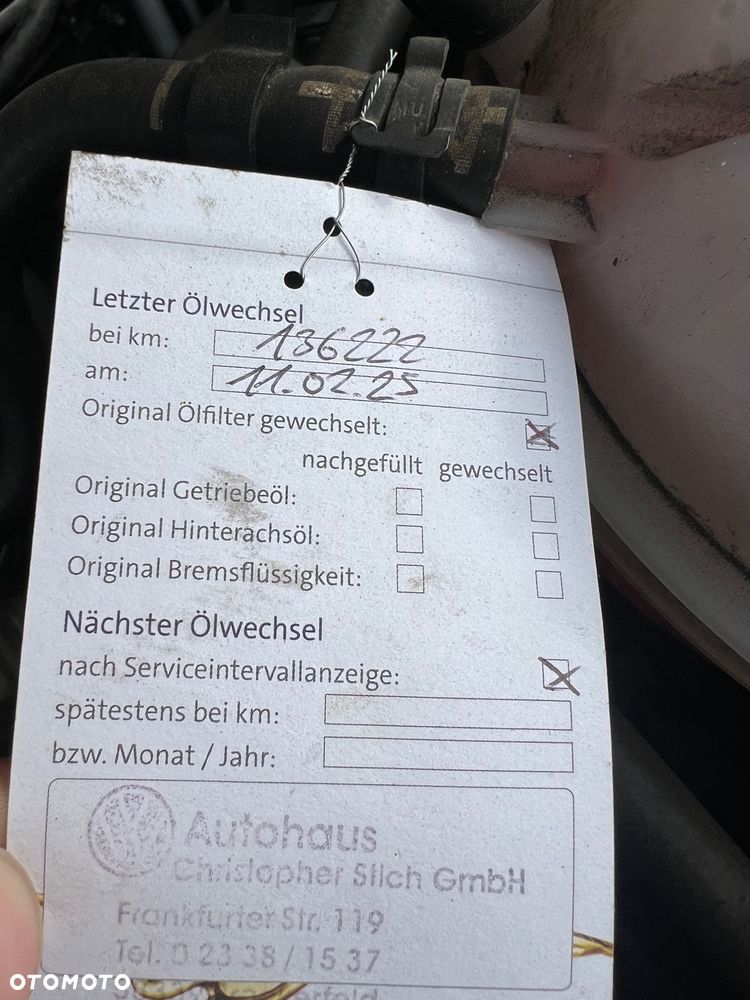 Letzter Ölwechsel
bei km: 136222
am: 11.02.25
Original Ölfilter gewechselt:
nachgefüllt gewechselt
Original Getriebeöl:
Original Hinterachsöl:
Original Bremsflüssigkeit:
Nächster Ölwechsel
nach Serviceintervallanzeige:
spätestens bei km:
bzw. Monat / Jahr:
Autohaus
Christopher Silch GmbH
Frankfurter Str. 119
Tel. 0 23 38 / 15 37
OTOMOTO